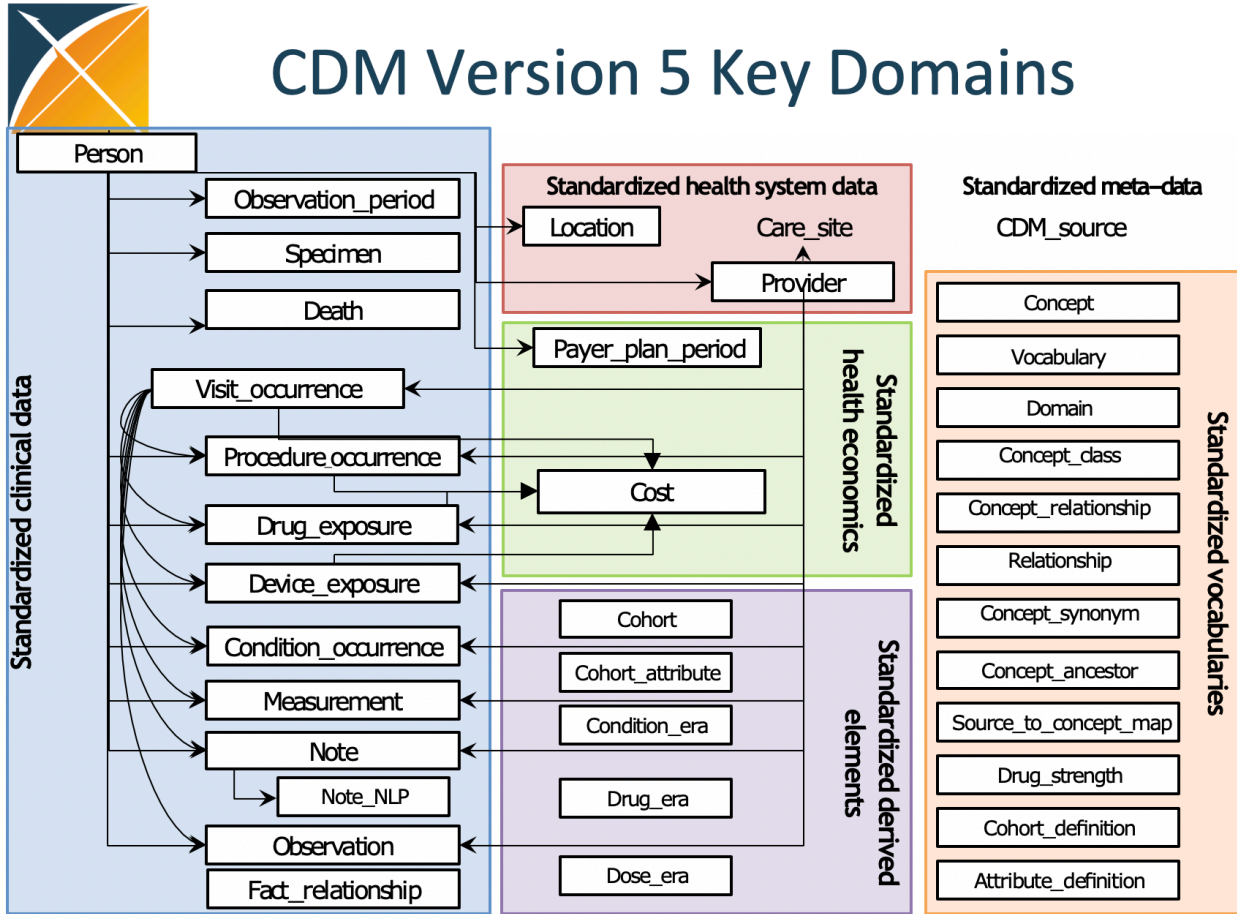 CDM Version 5 Key Domains
Person
Observation_period
Specimen
Death
Visit_occurrence
Procedure_occurrence
Drug_exposure
Device_exposure
Condition_occurrence
Measurement
Note
Note_NLP
Observation
Fact_relationship
Standardized clinical data
Standardized health system data
Location
Care_site
Provider
Payer_plan_period
Cost
Standardized
health economics
Cohort
Cohort_attribute
Condition_era
Drug_era
Dose_era
Standardized derived
elements
Standardized meta-data
CDM_source
Concept
Vocabulary
Domain
Concept_class
Concept_relationship
Relationship
Concept_synonym
Concept_ancestor
Source_to_concept_map
Drug_strength
Cohort_definition
Attribute_definition
Standardized vocabularies